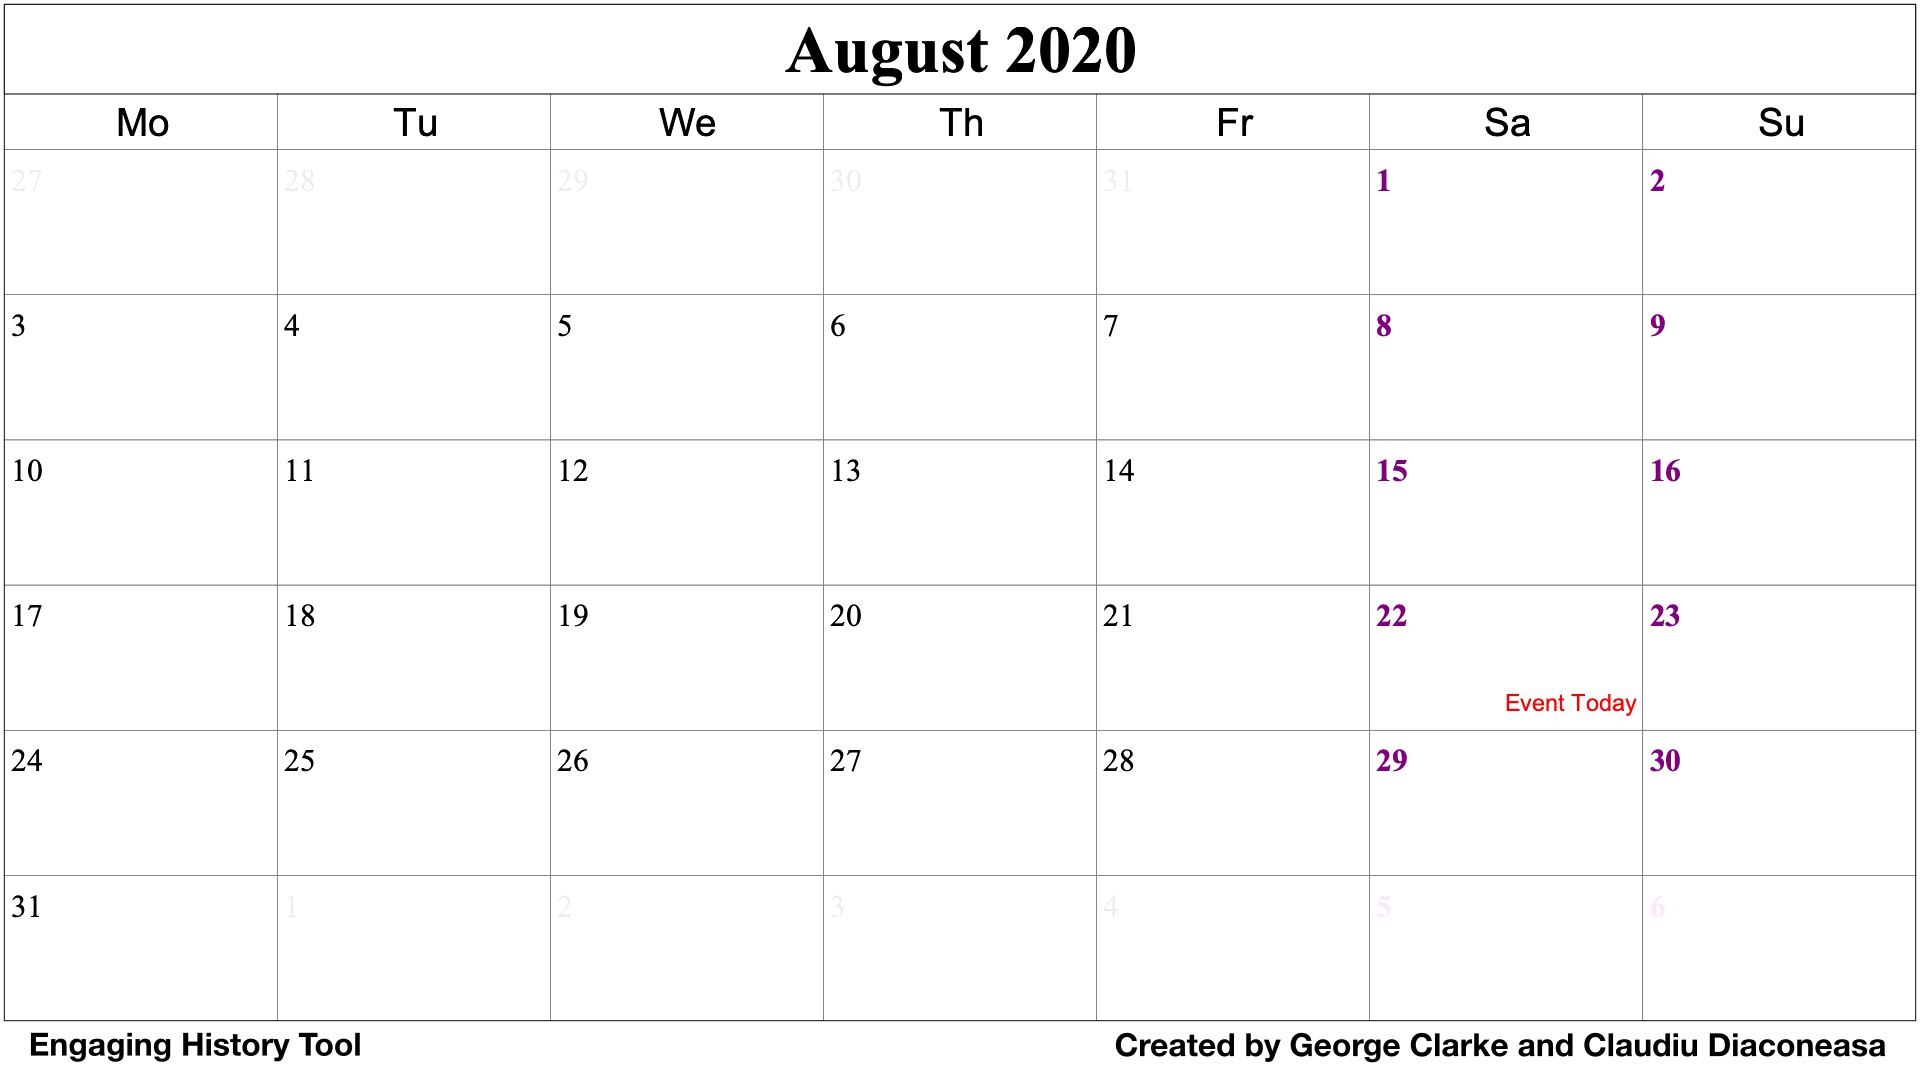 August 2020
Mo Tu We Th Fr Sa Su
27 28 29 30 31 1 2
3 4 5 6 7 8 9
10 11 12 13 14 15 16
17 18 19 20 21 22 23
Event Today
24 25 26 27 28 29 30
31 1 2 3 4 5 6
Engaging History Tool Created by George Clarke and Claudiu Diaconeasa